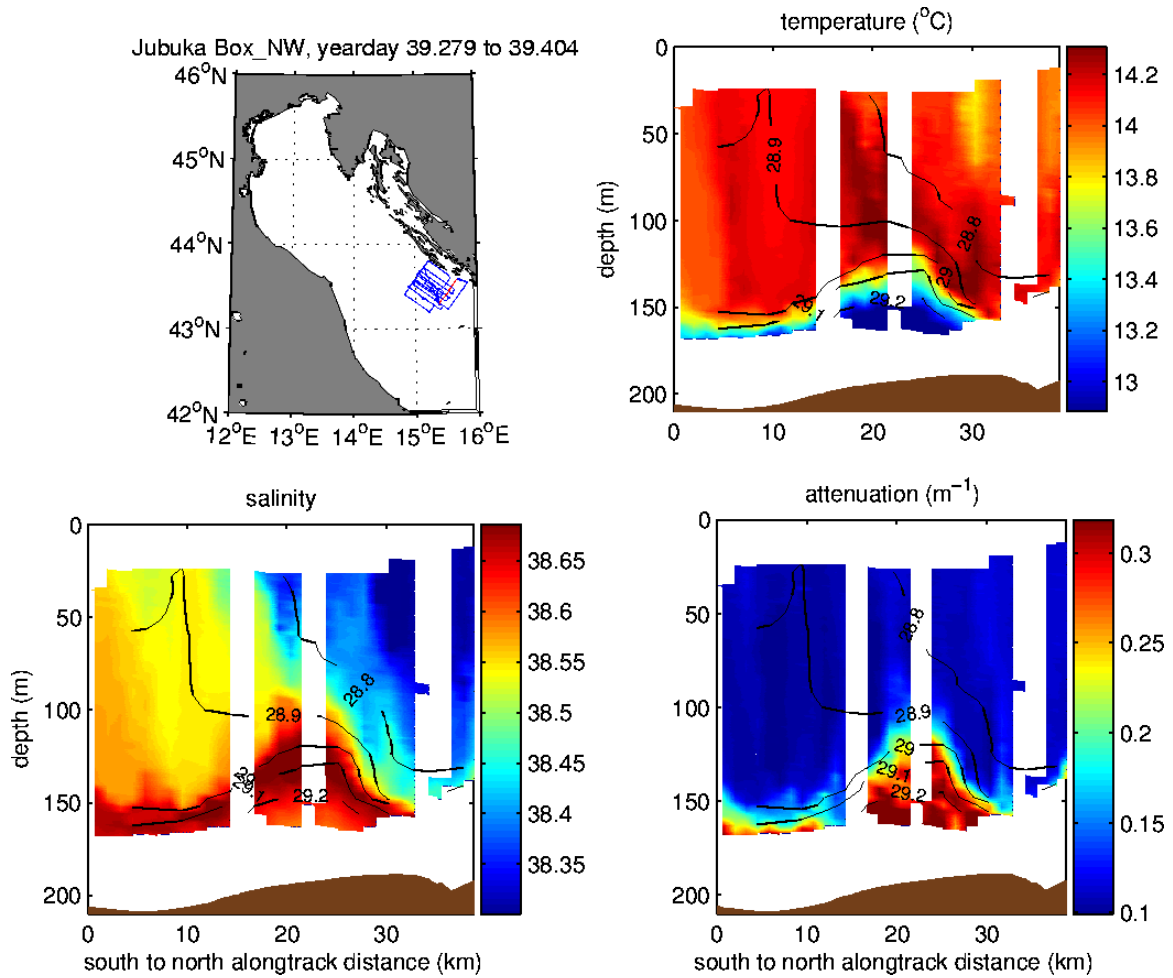 Jubuka Box_NW, yearday 39.279 to 39.404
46°N
45°N
44°N
43°N
42°N
12°E 13°E 14°E 15°E 16°E
temperature (°C)
0
50
100
150
200
depth (m)
0 10 20 30
28.9
28.8
29
29.1
29.2
14.2
14
13.8
13.6
13.4
13.2
13
salinity
0
50
100
150
200
depth (m)
0 10 20 30
south to north alongtrack distance (km)
28.8
28.9
29
29.1
29.2
38.65
38.6
38.55
38.5
38.45
38.4
38.35
attenuation (m⁻¹)
0
50
100
150
200
0 10 20 30
south to north alongtrack distance (km)
28.8
28.9
29
29.1
29.2
0.3
0.25
0.2
0.15
0.1